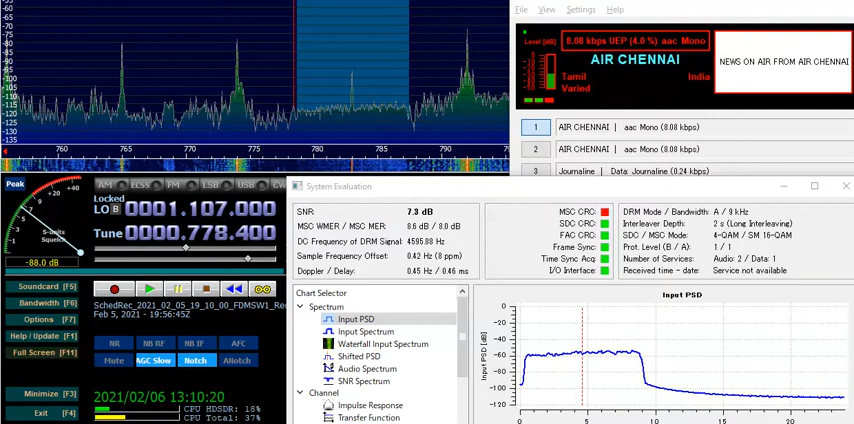 -55
-60
-65
-70
-75
-80
-85
-90
-95
-100
-105
-110
-115
-120
-125
-130
-135
760 765 770 775 780 785 790
File View Settings Help
Level [dB]
8.08 kbps UEP (4.0 %) aac Mono
AIR CHENNAI
Tamil India
Varied
NEWS ON AIR FROM AIR CHENNAI
1 AIR CHENNAI | aac Mono (8.08 kbps)
2 AIR CHENNAI | aac Mono (8.08 kbps)
3 Journaline | Data: Journaline (0.24 kbps)
Peak
+20 +40
S-units
Squelch
-88.0 dB
AM ECSS FM LSB USB CW
Locked
LO B 0001.107.000
Tune 0000.778.400
Soundcard [F5]
Bandwidth [F6]
Options [F7]
Help / Update [F1]
Full Screen [F11]
Minimize [F3]
Exit [F4]
SchedRec_2021_02_05_19_10_00_FDMSW1_Rec
Feb 5, 2021 - 19:56:45Z
NR NB RF NB IF AFC
Mute AGC Slow Notch ANotch
2021/02/06 13:10:20
CPU HDSDR: 18%
CPU Total: 37%
System Evaluation
SNR: 7.3 dB
MSC WMER / MSC MER: 8.6 dB / 8.0 dB
DC Frequency of DRM Signal: 4595.88 Hz
Sample Frequency Offset: 0.42 Hz (8 ppm)
Doppler / Delay: 0.45 Hz / 0.46 ms
MSC CRC:
SDC CRC:
FAC CRC:
Frame Sync:
Time Sync Acq:
I/O Interface:
DRM Mode / Bandwidth: A / 9 kHz
Interleaver Depth: 2 s (Long Interleaving)
SDC / MSC Mode: 4-QAM / SM 16-QAM
Prot. Level (B / A): 1 / 1
Number of Services: Audio: 2 / Data: 1
Received time - date: Service not available
Chart Selector
Spectrum
Input PSD
Input Spectrum
Waterfall Input Spectrum
Shifted PSD
Audio Spectrum
SNR Spectrum
Channel
Impulse Response
Transfer Function
Input PSD
Input PSD [dB]
0
-20
-40
-60
-80
-100
-120
0 5 10 15 20